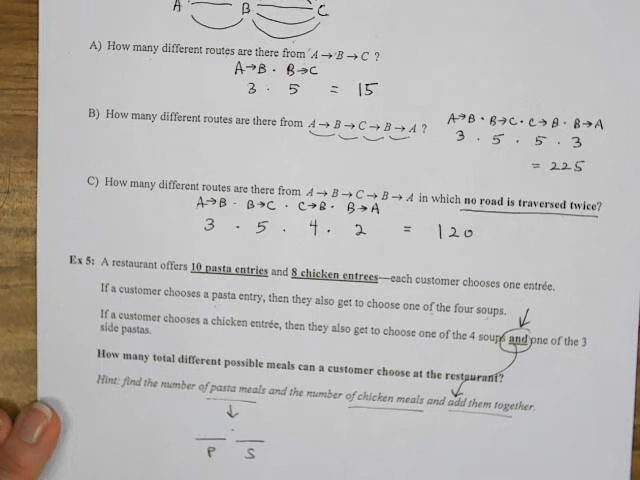 A B C
A) How many different routes are there from A → B → C ?
A→B · B→C
3 · 5 = 15
B) How many different routes are there from A → B → C → B → A ?
A→B · B→C · C→B · B→A
3 · 5 · 5 · 3
= 225
C) How many different routes are there from A → B → C → B → A in which no road is traversed twice?
A→B · B→C · C→B · B→A
3 · 5 · 4 · 2 = 120
Ex 5: A restaurant offers 10 pasta entries and 8 chicken entrees—each customer chooses one entrée.
If a customer chooses a pasta entry, then they also get to choose one of the four soups.
If a customer chooses a chicken entrée, then they also get to choose one of the 4 soups and one of the 3
side pastas.
How many total different possible meals can a customer choose at the restaurant?
Hint: find the number of pasta meals and the number of chicken meals and add them together.
P S